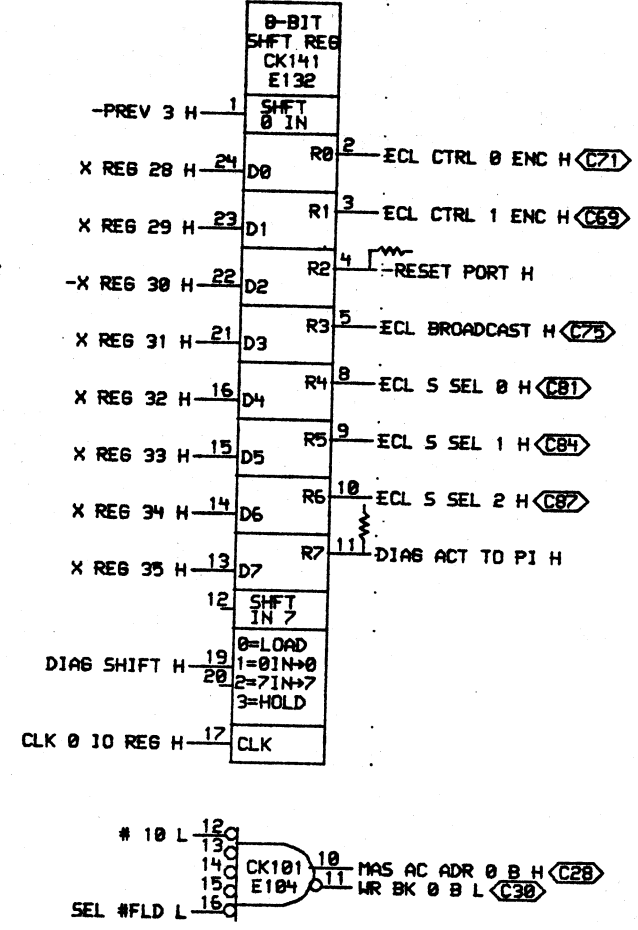 8-BIT
SHFT REG
CK141
E132
-PREV 3 H 1 SHFT
0 IN
X REG 28 H 24 D0 R0 2 ECL CTRL 0 ENC H C71
X REG 29 H 23 D1 R1 3 ECL CTRL 1 ENC H C69
-X REG 30 H 22 D2 R2 4 -RESET PORT H
X REG 31 H 21 D3 R3 5 ECL BROADCAST H C75
X REG 32 H 16 D4 R4 8 ECL S SEL 0 H C81
X REG 33 H 15 D5 R5 9 ECL S SEL 1 H C84
X REG 34 H 14 D6 R6 10 ECL S SEL 2 H C87
X REG 35 H 13 D7 R7 11 DIAG ACT TO PI H
12 SHFT
IN 7
0=LOAD
DIAG SHIFT H 19 1=0IN→0
20 2=7IN→7
3=HOLD
CLK 0 IO REG H 17 CLK
# 10 L 12
13
14 CK101 10 MAS AC ADR 0 B H C28
15 E104 11 WR BK 0 B L C30
SEL #FLD L 16